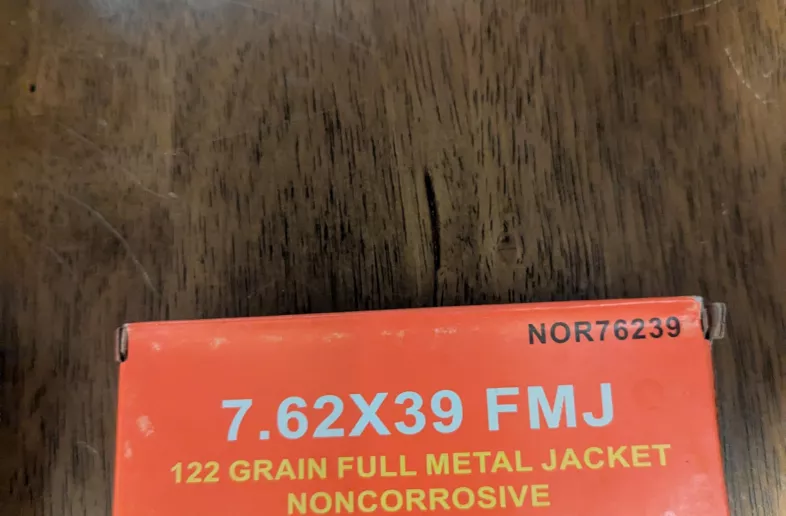 NOR76239
7.62X39 FMJ
122 GRAIN FULL METAL JACKET
NONCORROSIVE